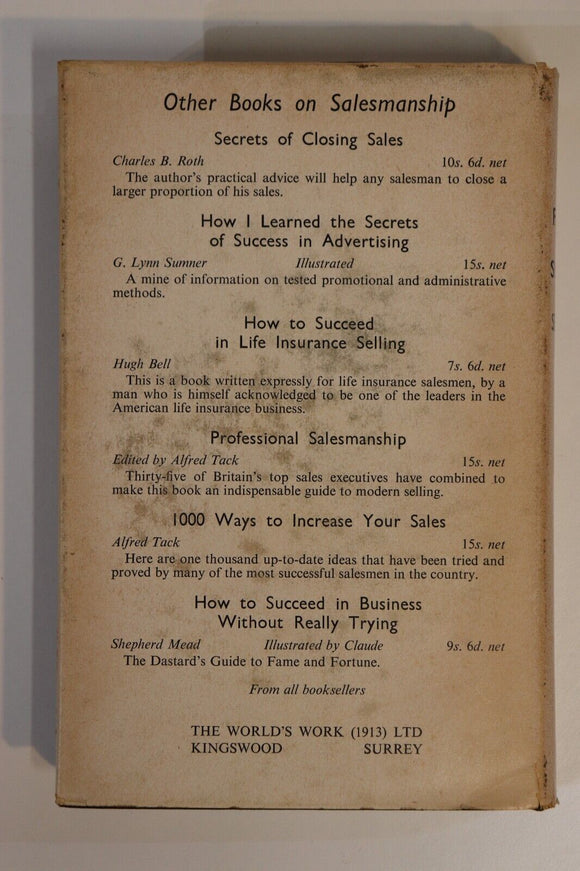 Other Books on Salesmanship
Secrets of Closing Sales
Charles B. Roth 10s. 6d. net
The author's practical advice will help any salesman to close a
larger proportion of his sales.
How I Learned the Secrets
of Success in Advertising
G. Lynn Sumner Illustrated 15s. net
A mine of information on tested promotional and administrative
methods.
How to Succeed
in Life Insurance Selling
Hugh Bell 7s. 6d. net
This is a book written expressly for life insurance salesmen, by a
man who is himself acknowledged to be one of the leaders in the
American life insurance business.
Professional Salesmanship
Edited by Alfred Tack 15s. net
Thirty-five of Britain's top sales executives have combined to
make this book an indispensable guide to modern selling.
1000 Ways to Increase Your Sales
Alfred Tack 15s. net
Here are one thousand up-to-date ideas that have been tried and
proved by many of the most successful salesmen in the country.
How to Succeed in Business
Without Really Trying
Shepherd Mead Illustrated by Claude 9s. 6d. net
The Dastard's Guide to Fame and Fortune.
From all booksellers
THE WORLD'S WORK (1913) LTD
KINGSWOOD SURREY